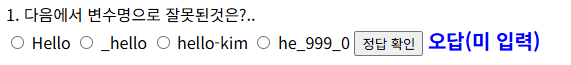 1. 다음에서 변수명으로 잘못된것은?..
Hello _hello hello-kim he_999_0 정답 확인 오답(미 입력)